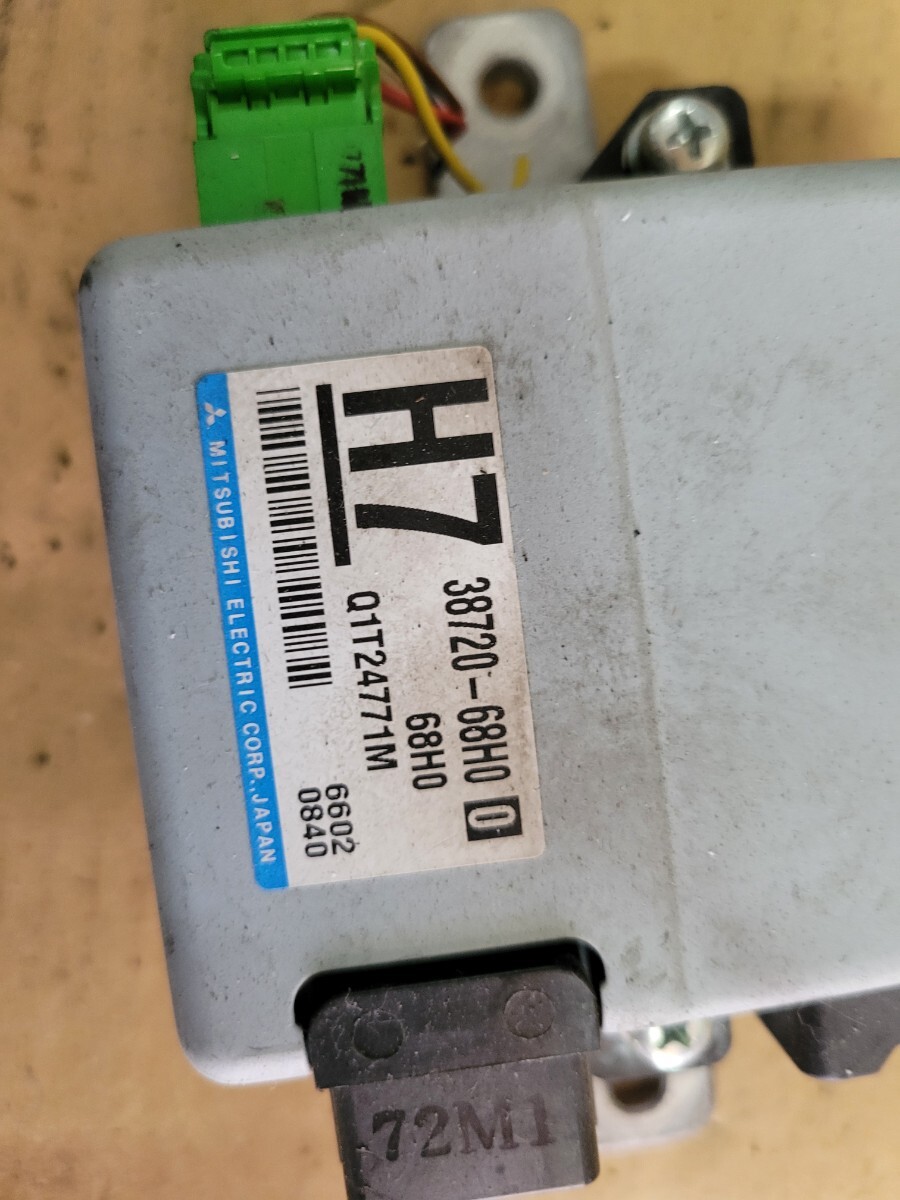 H7
38720-68H0 0
68H0
Q1T24771M
6602
0840
MITSUBISHI ELECTRIC CORP., JAPAN
72M1